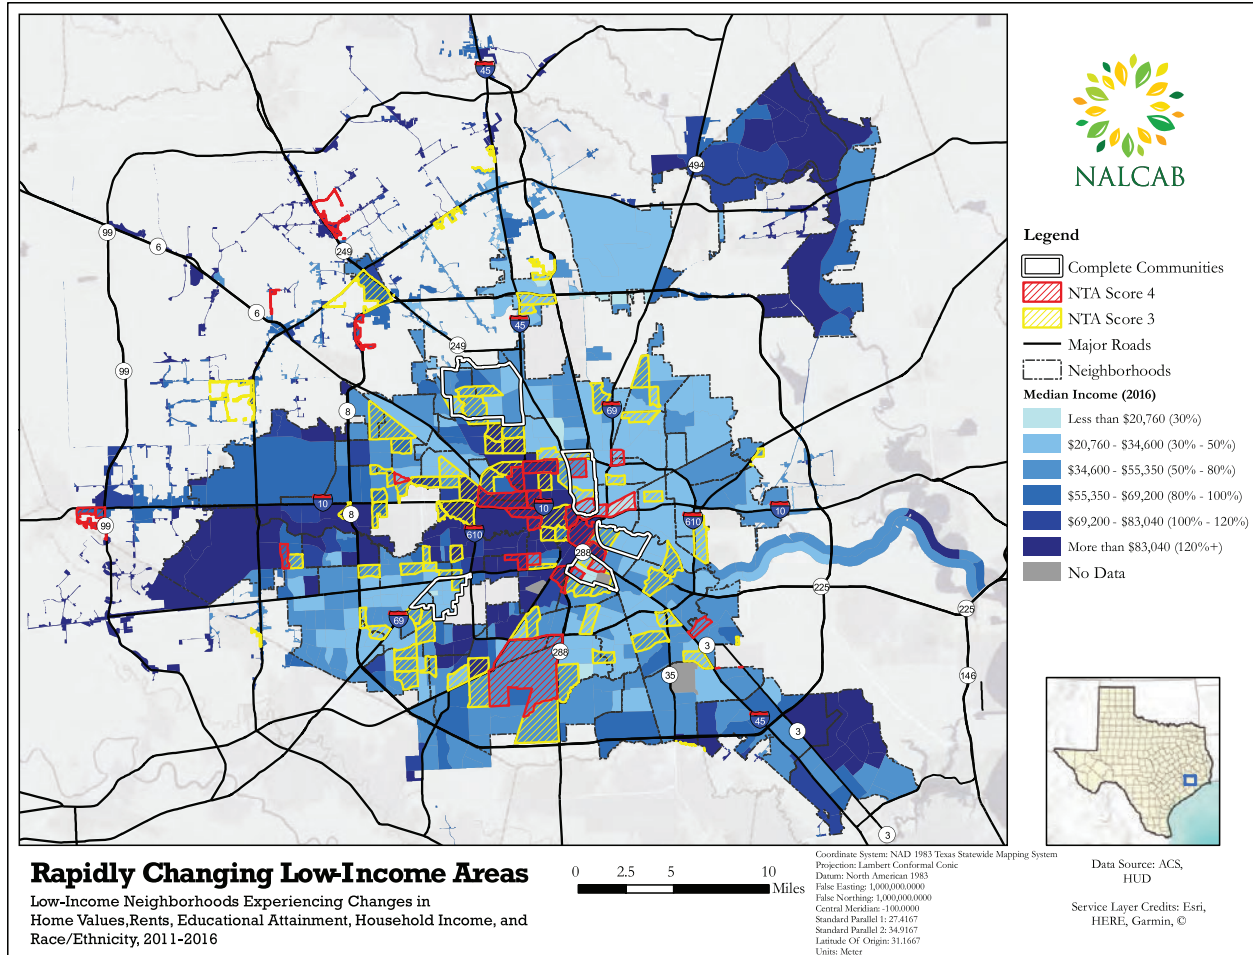 45
494
99
6
249
6
45
249
99
69
8
10
8
10
99
610
10
610
288
225
225
69
3
288
35
146
45
3
3
NALCAB
Legend
Complete Communities
NTA Score 4
NTA Score 3
Major Roads
Neighborhoods
Median Income (2016)
Less than $20,760 (30%)
$20,760 - $34,600 (30% - 50%)
$34,600 - $55,350 (50% - 80%)
$55,350 - $69,200 (80% - 100%)
$69,200 - $83,040 (100% - 120%)
More than $83,040 (120%+)
No Data
Rapidly Changing Low-Income Areas
Low-Income Neighborhoods Experiencing Changes in
Home Values,Rents, Educational Attainment, Household Income, and
Race/Ethnicity, 2011-2016
0 2.5 5 10
Miles
Coordinate System: NAD 1983 Texas Statewide Mapping System
Projection: Lambert Conformal Conic
Datum: North American 1983
False Easting: 1,000,000.0000
False Northing: 1,000,000.0000
Central Meridian: -100.0000
Standard Parallel 1: 27.4167
Standard Parallel 2: 34.9167
Latitude Of Origin: 31.1667
Units: Meter
Data Source: ACS,
HUD
Service Layer Credits: Esri,
HERE, Garmin, ©